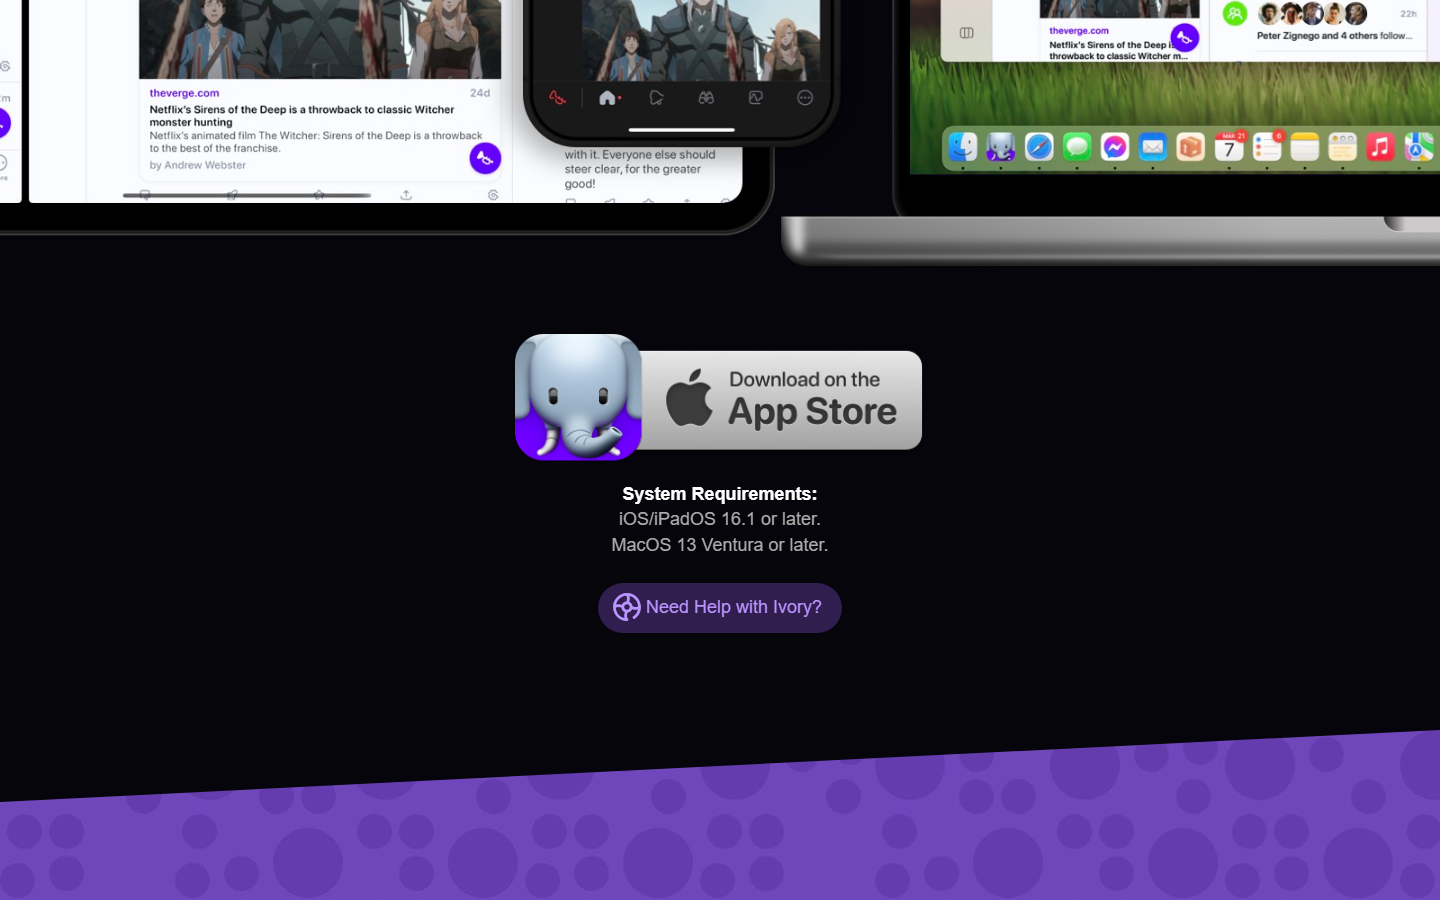 theverge.com
24d
Netflix's Sirens of the Deep is a throwback to classic Witcher
monster hunting
Netflix's animated film The Witcher: Sirens of the Deep is a throwback
to the best of the franchise.
by Andrew Webster
with it. Everyone else should
steer clear, for the greater
good!
theverge.com
Netflix's Sirens of the Deep i
throwback to classic Witcher m...
22h
Peter Zignego and 4 others follow...
MAR 21
7
6
Download on the
App Store
System Requirements:
iOS/iPadOS 16.1 or later.
MacOS 13 Ventura or later.
Need Help with Ivory?